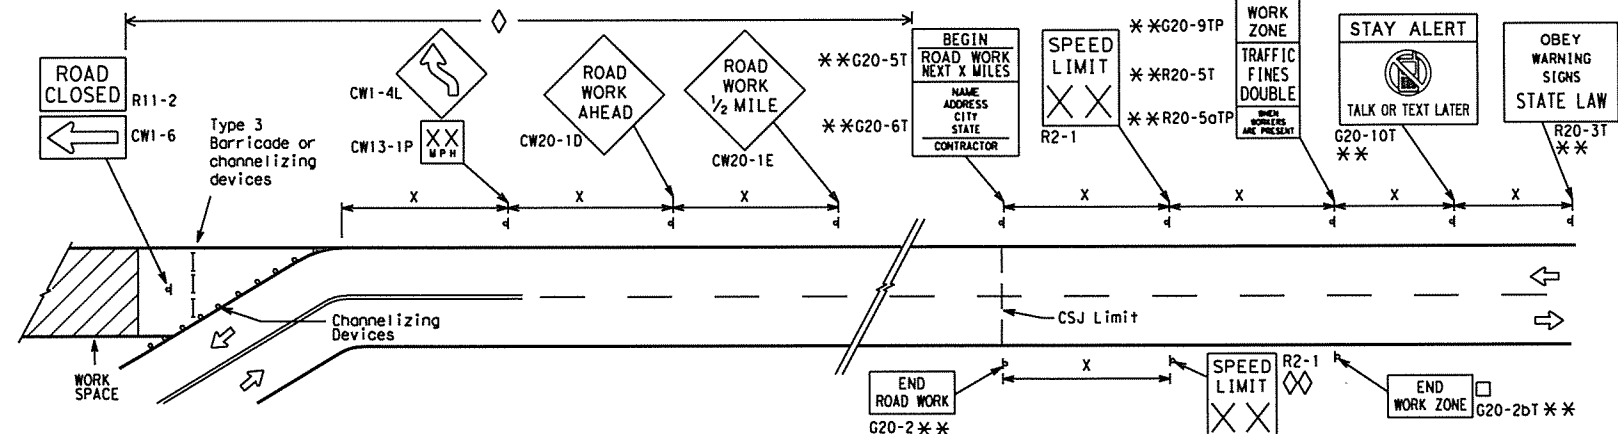 ROAD
CLOSED
R11-2
CW1-6
Type 3
Barricade or
channelizing
devices
CW1-4L
XX
MPH
CW13-1P
ROAD
WORK
AHEAD
CW20-1D
ROAD
WORK
1/2 MILE
CW20-1E
**G20-5T
**G20-6T
BEGIN
ROAD WORK
NEXT X MILES
NAME
ADDRESS
CITY
STATE
CONTRACTOR
SPEED
LIMIT
XX
R2-1
**G20-9TP
**R20-5T
**R20-5aTP
WORK
ZONE
TRAFFIC
FINES
DOUBLE
WHEN
WORKERS
ARE PRESENT
STAY ALERT
TALK OR TEXT LATER
G20-10T
**
OBEY
WARNING
SIGNS
STATE LAW
R20-3T
**
X
X
X
X
X
X
X
Channelizing
Devices
WORK
SPACE
CSJ Limit
END
ROAD WORK
G20-2 **
X
SPEED
LIMIT
XX
R2-1
END
WORK ZONE
G20-2bT **